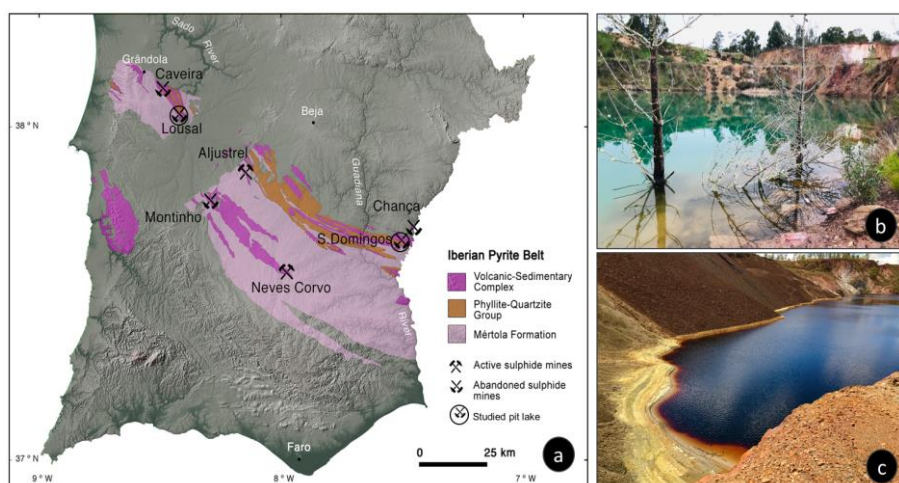 Sado
River
Grândola
Caveira
38 ° N
Lousal
Beja
Aljustrel
Guadiana
Chança
Montinho
S.Domingos
Neves Corvo
River
Iberian Pyrite Belt
Volcanic-Sedimentary
Complex
Phyllite-Quartzite
Group
Mértola Formation
Active sulphide mines
Abandoned sulphide
mines
Studied pit lake
Faro
0
25 km
37 ° N
9 ° W
8 ° W
7 ° W
a
b
c